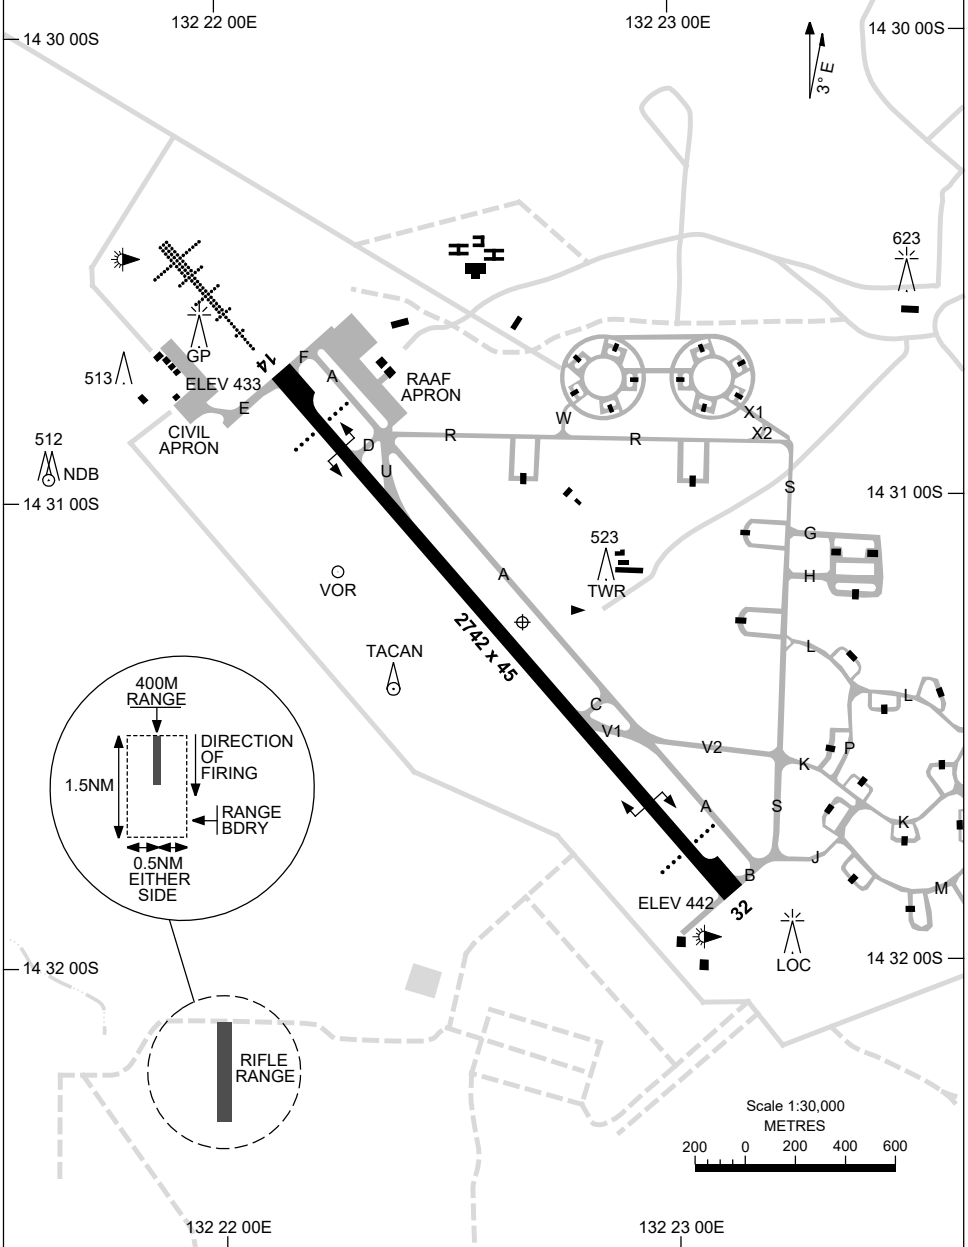 132 22 00E
132 23 00E
14 30 00S
14 30 00S
3° E
623
GP
14
F
A
513
ELEV 433
E
RAAF
APRON
CIVIL
APRON
W
X1
X2
R
R
D
U
512
NDB
S
14 31 00S
14 31 00S
G
523
TWR
H
A
VOR
2742 x 45
TACAN
L
L
400M
RANGE
C
V1
V2
P
K
DIRECTION
OF
FIRING
1.5NM
RANGE
BDRY
A
S
K
0.5NM
EITHER
SIDE
J
B
M
ELEV 442
32
LOC
14 32 00S
14 32 00S
RIFLE
RANGE
Scale 1:30,000
METRES
200 0 200 400 600
132 22 00E
132 23 00E